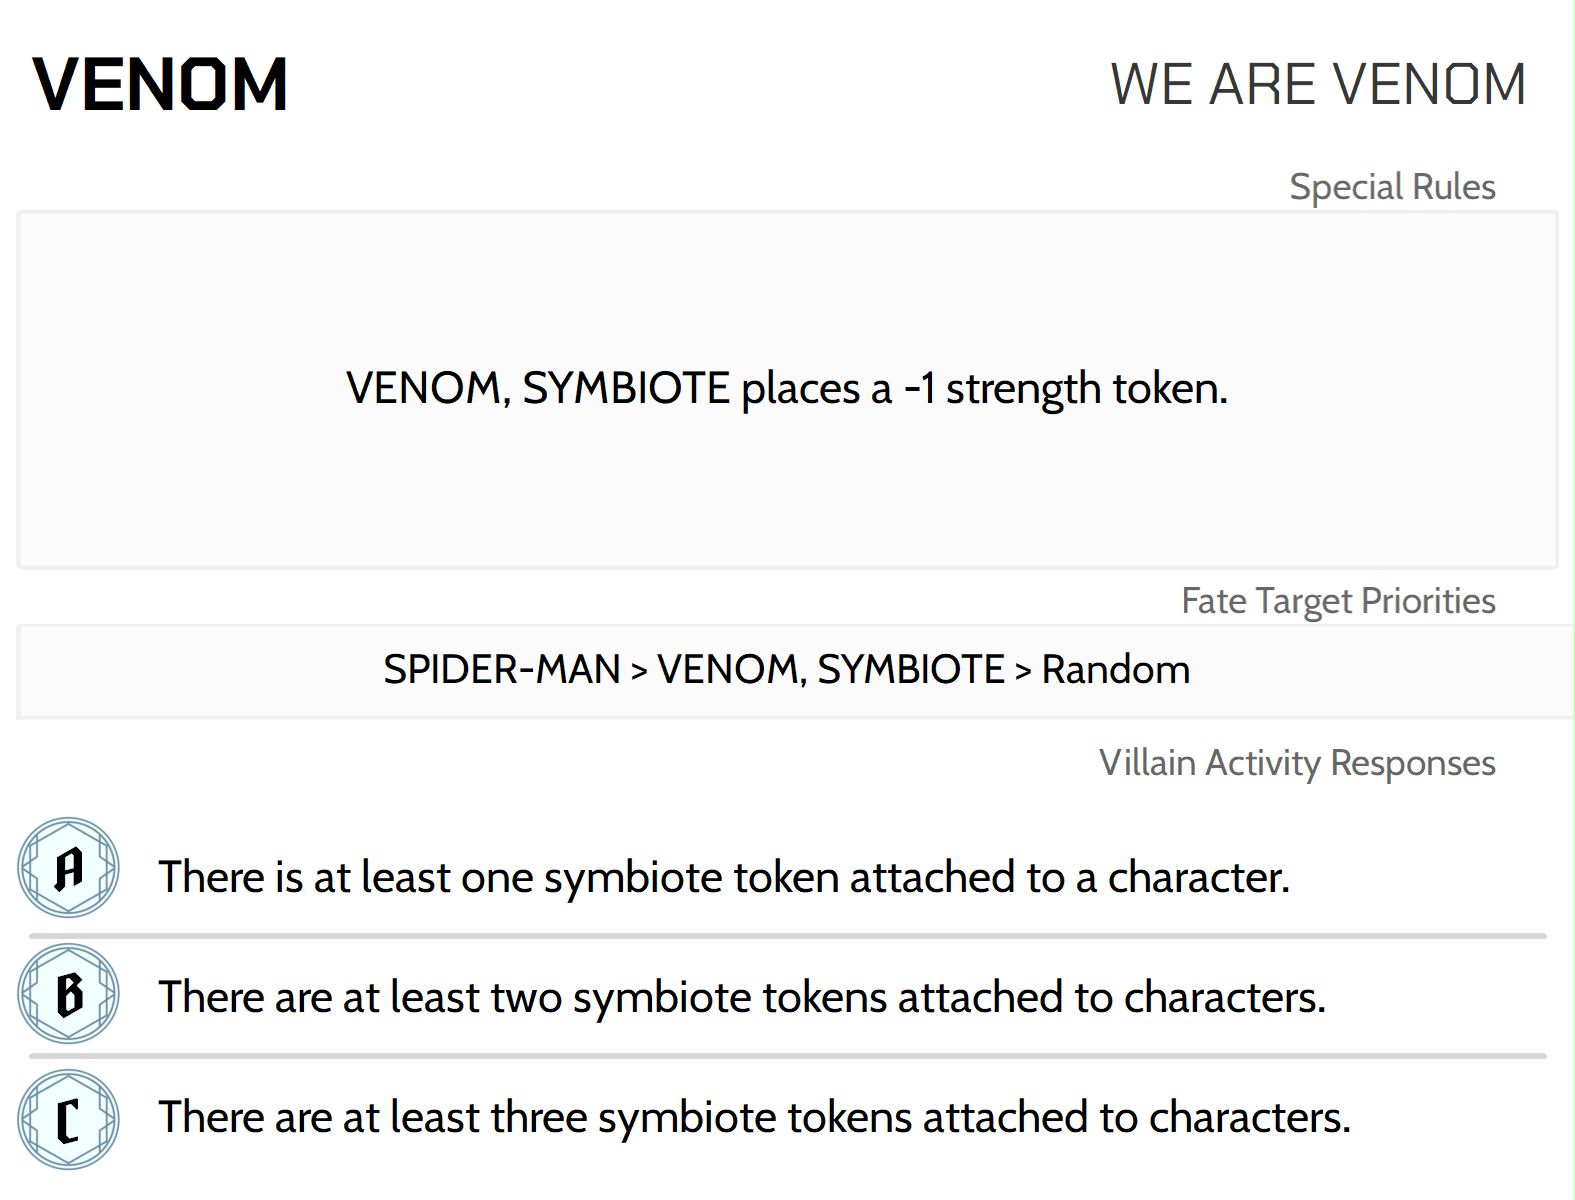 VENOM
WE ARE VENOM
Special Rules
VENOM, SYMBIOTE places a -1 strength token.
Fate Target Priorities
SPIDER-MAN > VENOM, SYMBIOTE > Random
Villain Activity Responses
A
There is at least one symbiote token attached to a character.
B
There are at least two symbiote tokens attached to characters.
C
There are at least three symbiote tokens attached to characters.